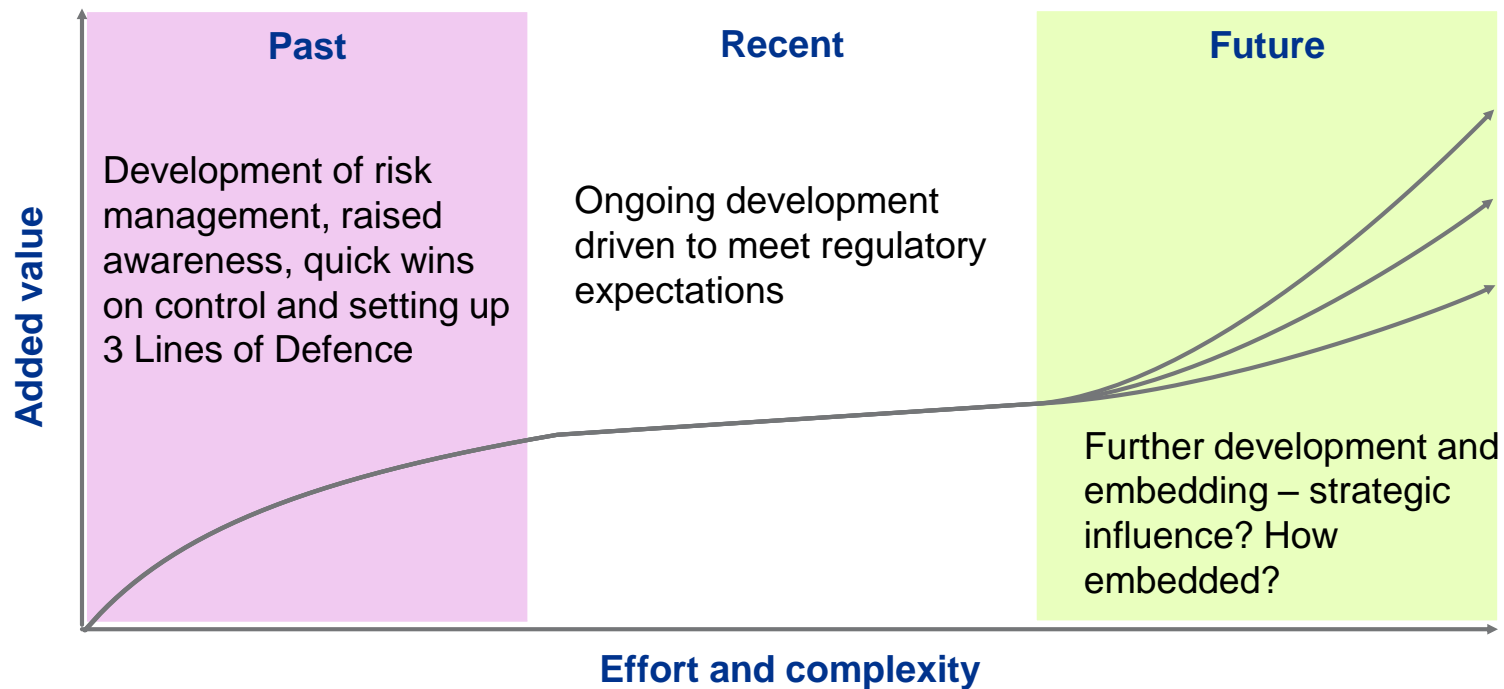 Past
Recent
Future
Development of risk
management, raised
awareness, quick wins
on control and setting up
3 Lines of Defence
Ongoing development
driven to meet regulatory
expectations
Further development and
embedding – strategic
influence? How
embedded?
Added value
Effort and complexity